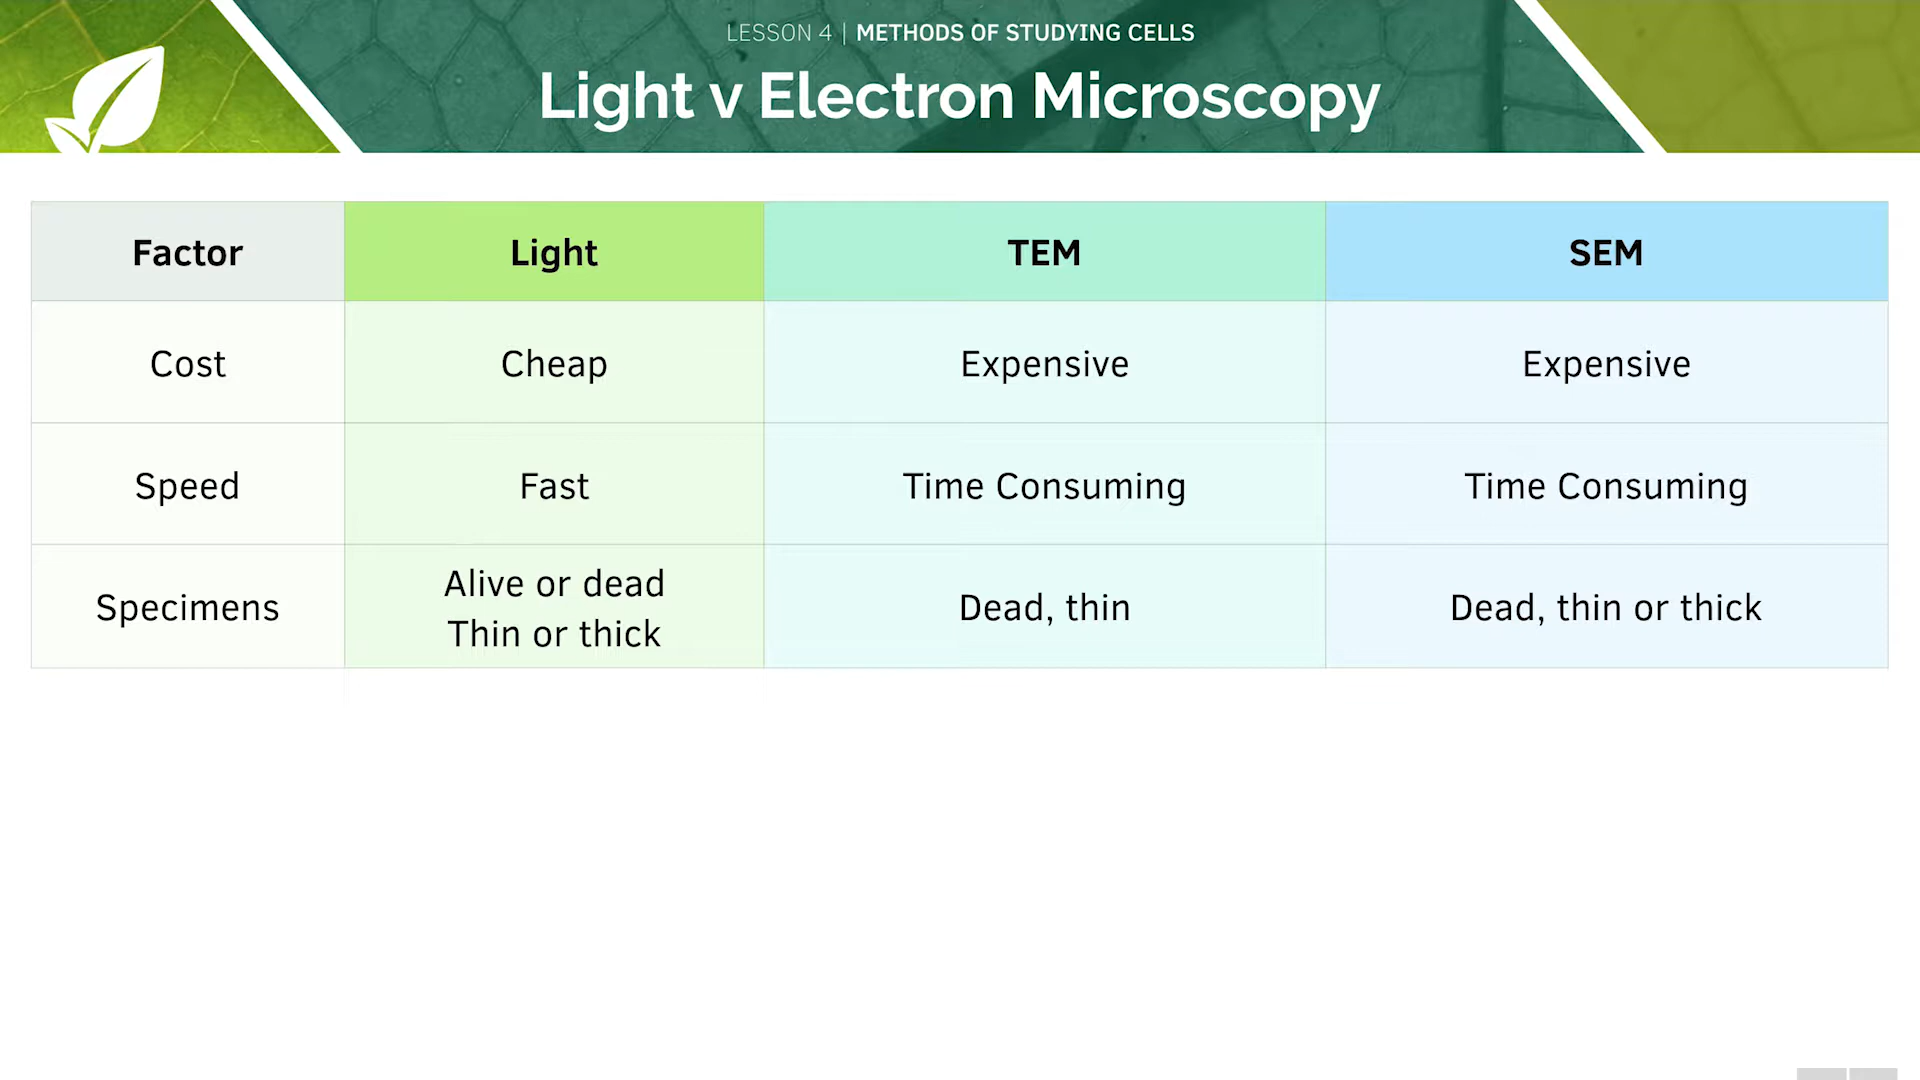 LESSON 4 | METHODS OF STUDYING CELLS
Light v Electron Microscopy
Factor Light TEM SEM
Cost Cheap Expensive Expensive
Speed Fast Time Consuming Time Consuming
Specimens Alive or dead Dead, thin Dead, thin or thick
Thin or thick